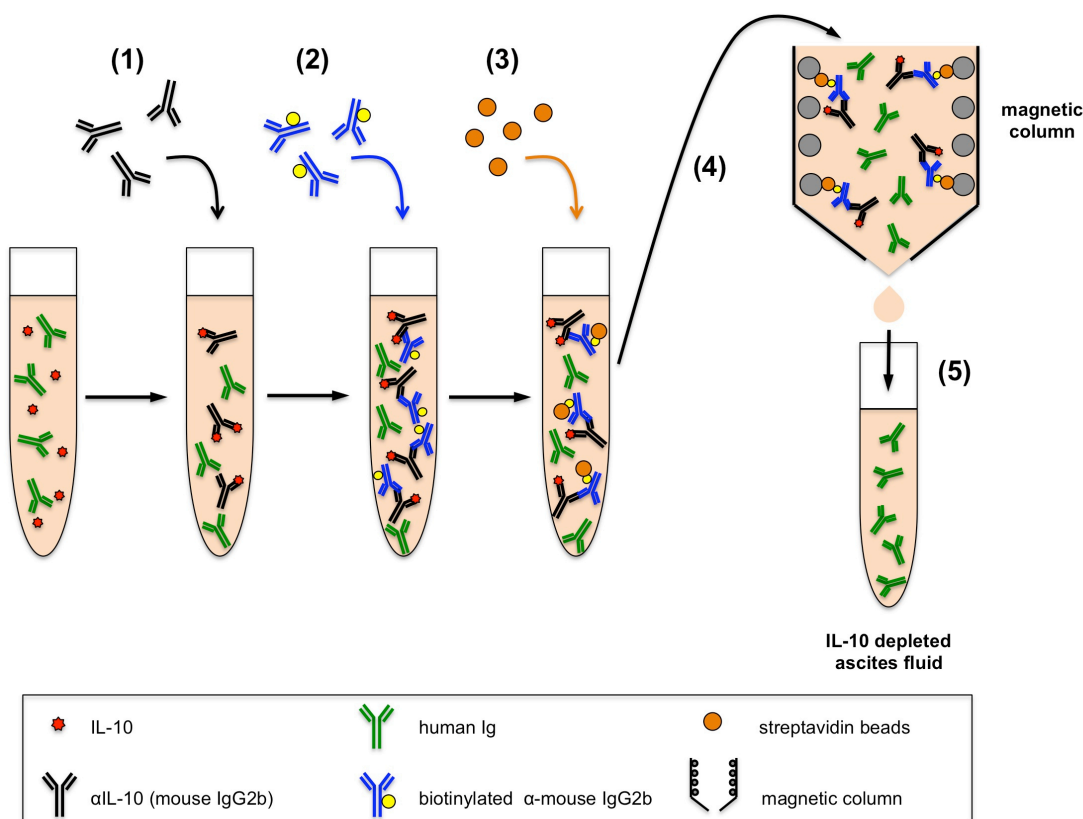 (1)
(2)
(3)
(4)
magnetic
column
(5)
IL-10 depleted
ascites fluid
IL-10
human Ig
streptavidin beads
αIL-10 (mouse IgG2b)
biotinylated α-mouse IgG2b
magnetic column